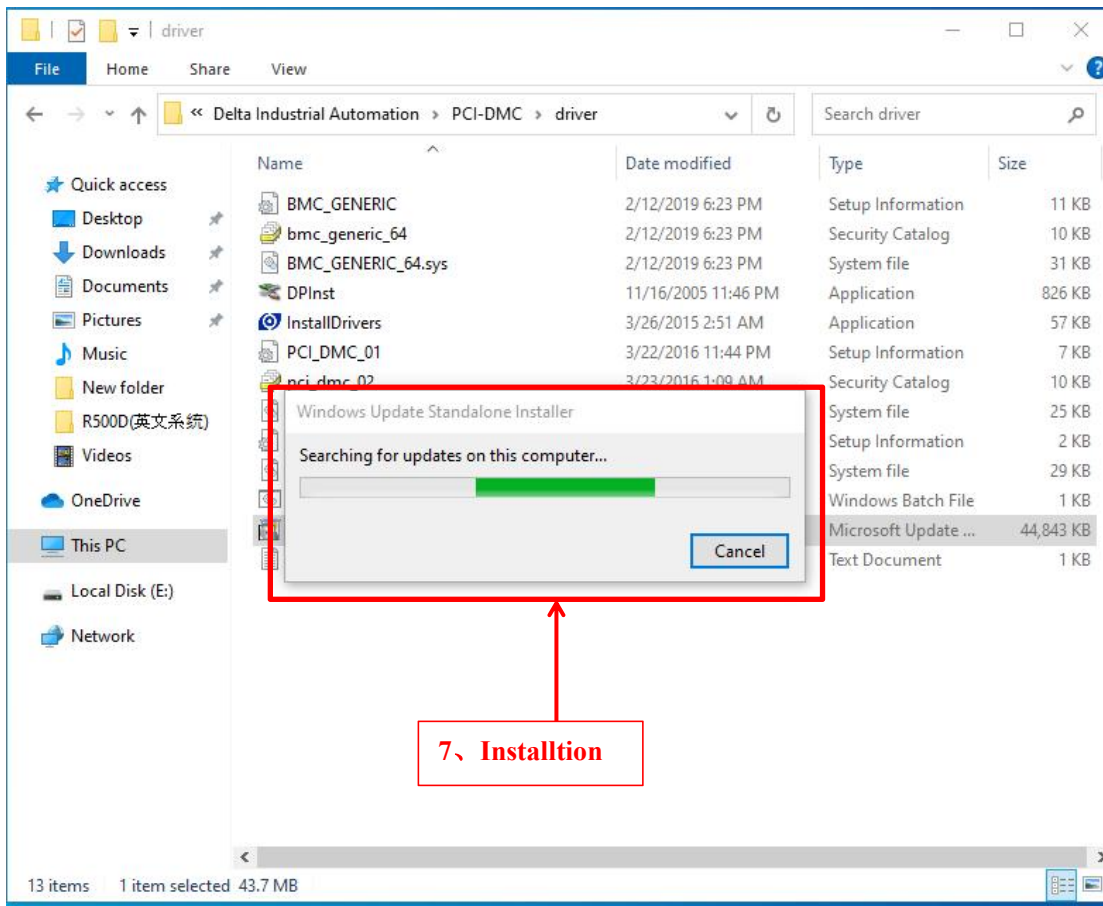 driver
File Home Share View
« Delta Industrial Automation › PCI-DMC › driver Search driver
Name Date modified Type Size
Quick access
Desktop
Downloads
Documents
Pictures
Music
New folder
R500D(英文系统)
Videos
OneDrive
This PC
Local Disk (E:)
Network
BMC_GENERIC 2/12/2019 6:23 PM Setup Information 11 KB
bmc_generic_64 2/12/2019 6:23 PM Security Catalog 10 KB
BMC_GENERIC_64.sys 2/12/2019 6:23 PM System file 31 KB
DPInst 11/16/2005 11:46 PM Application 826 KB
InstallDrivers 3/26/2015 2:51 AM Application 57 KB
PCI_DMC_01 3/22/2016 11:44 PM Setup Information 7 KB
pci_dmc_02 3/23/2016 1:09 AM Security Catalog 10 KB
System file 25 KB
Setup Information 2 KB
System file 29 KB
Windows Batch File 1 KB
Microsoft Update ... 44,843 KB
Text Document 1 KB
Windows Update Standalone Installer
Searching for updates on this computer...
Cancel
7、Installtion
13 items 1 item selected 43.7 MB